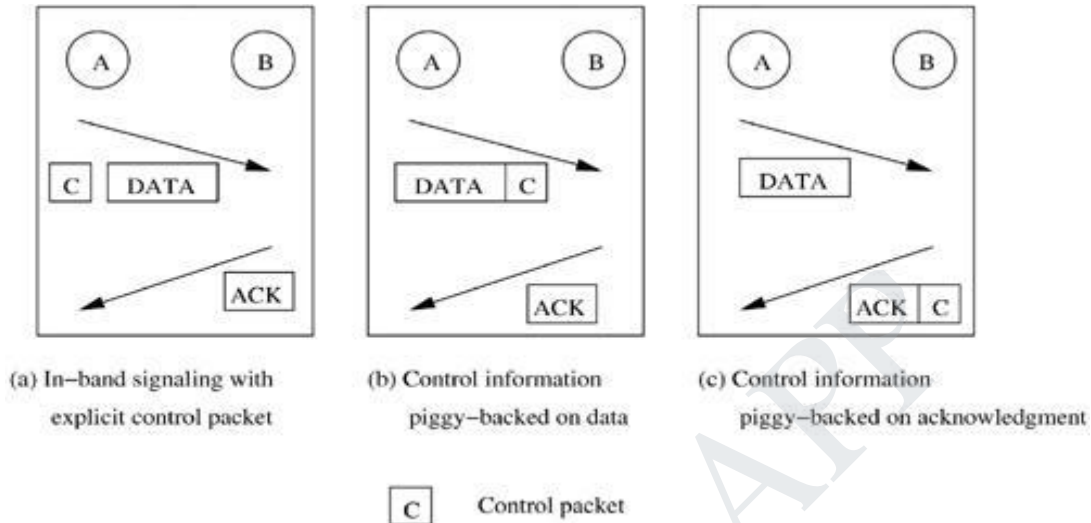 A B
C DATA
ACK
(a) In-band signaling with
explicit control packet
A B
DATA C
ACK
(b) Control information
piggy-backed on data
A B
DATA
ACK C
(c) Control information
piggy-backed on acknowledgment
C Control packet
APP